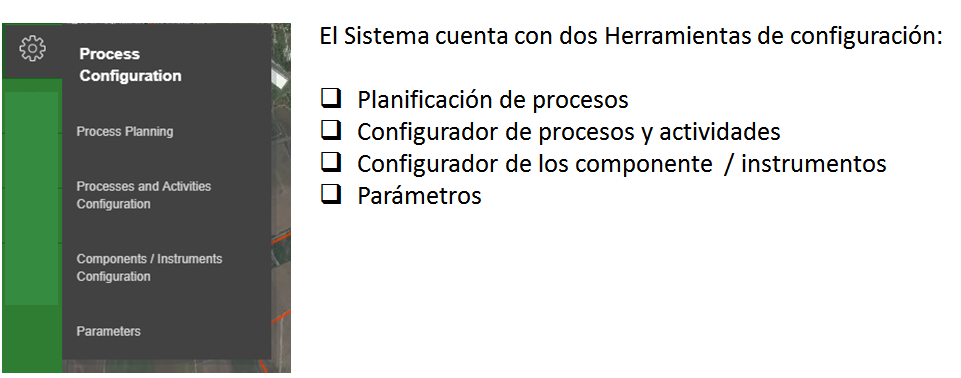 Process
Configuration
Process Planning
Processes and Activities
Configuration
Components / Instruments
Configuration
Parameters
El Sistema cuenta con dos Herramientas de configuración:
❑ Planificación de procesos
❑ Configurador de procesos y actividades
❑ Configurador de los componente / instrumentos
❑ Parámetros